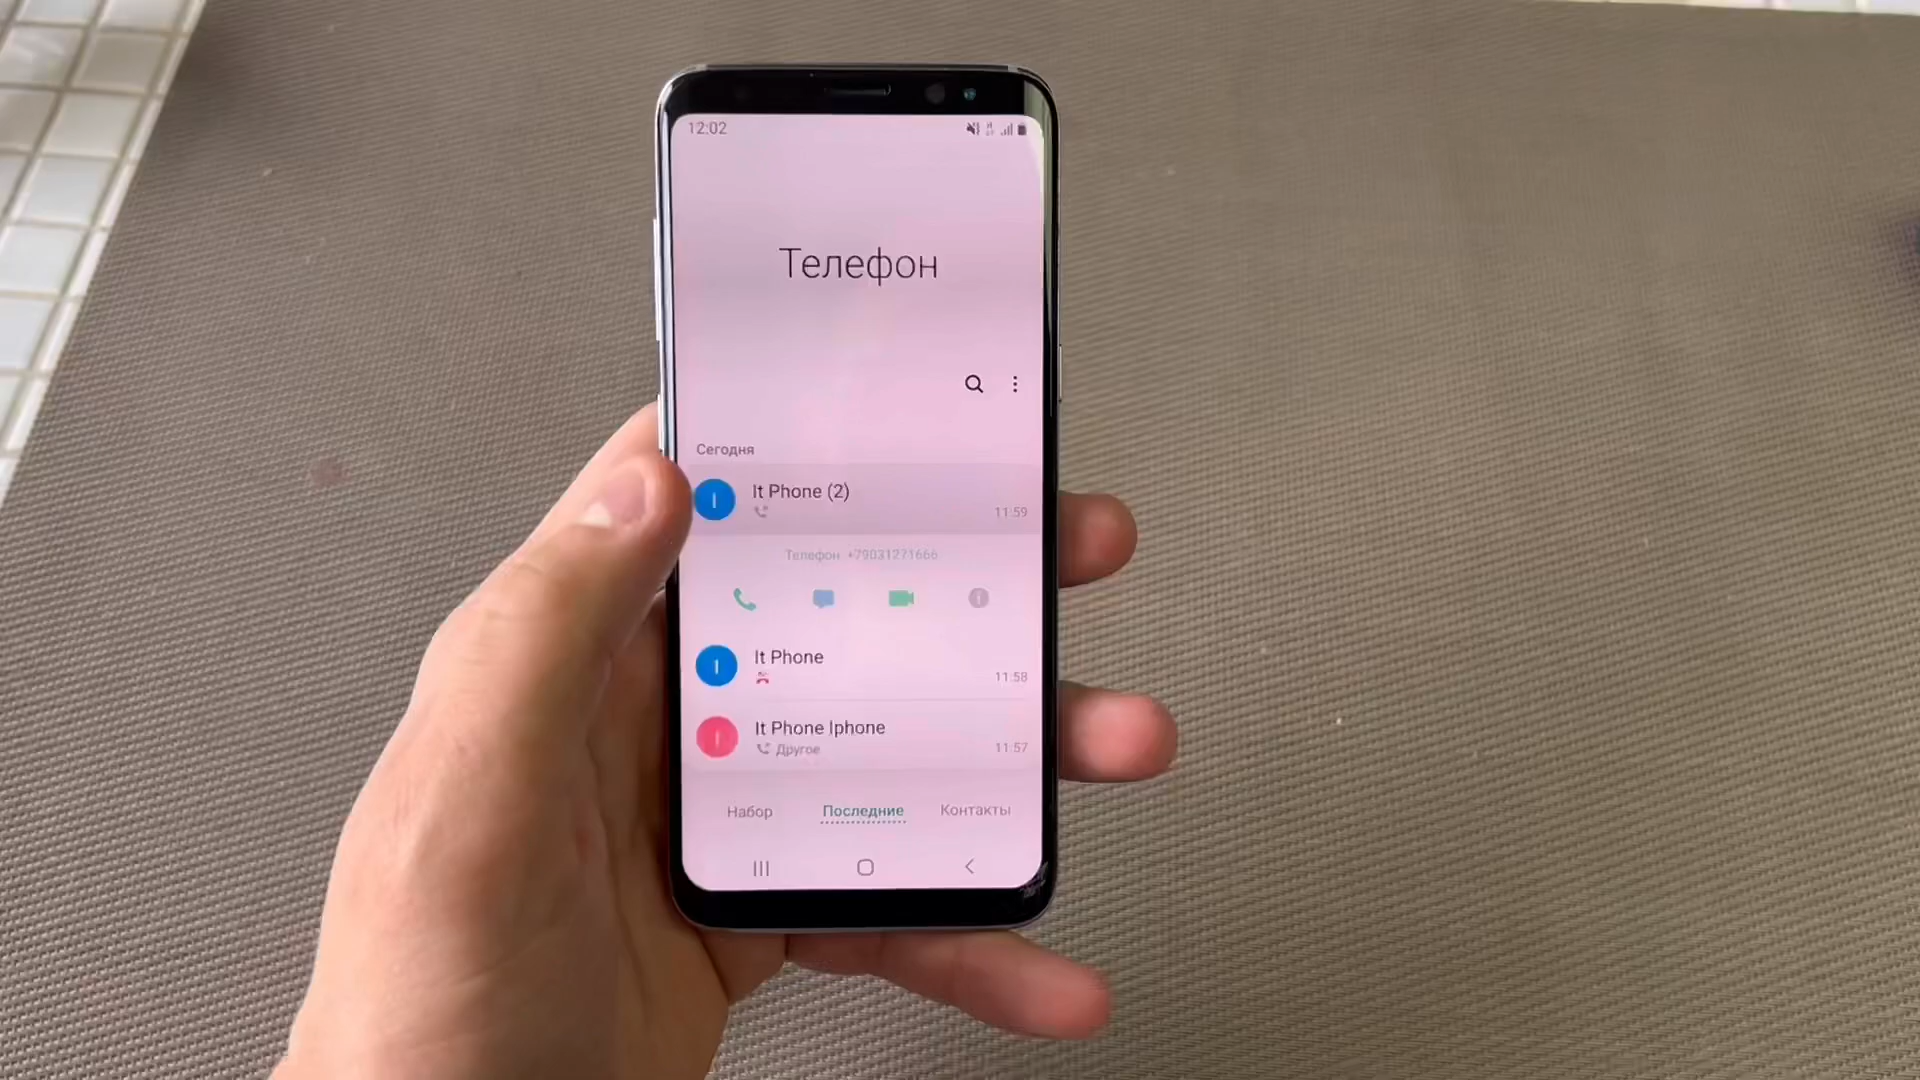 12:02
Телефон
Сегодня
I
It Phone (2)
11:59
Телефон +79031271666
I
It Phone
11:58
I
It Phone Iphone
Другое
11:57
Набор
Последние
Контакты